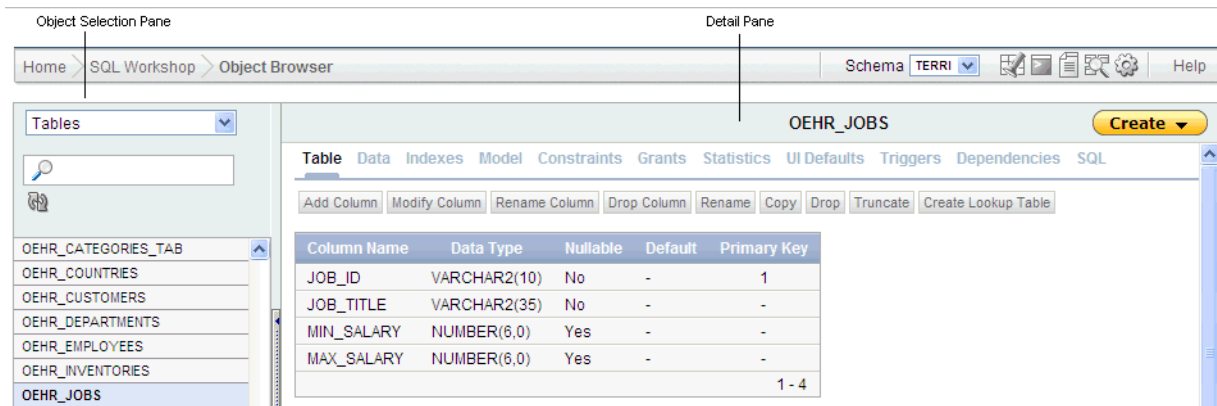 Object Selection Pane Detail Pane
Home SQL Workshop Object Browser Schema TERRI Help
Tables OEHR_JOBS Create
Table Data Indexes Model Constraints Grants Statistics UI Defaults Triggers Dependencies SQL
Add Column Modify Column Rename Column Drop Column Rename Copy Drop Truncate Create Lookup Table
Column Name Data Type Nullable Default Primary Key
JOB_ID VARCHAR2(10) No - 1
JOB_TITLE VARCHAR2(35) No - -
MIN_SALARY NUMBER(6,0) Yes - -
MAX_SALARY NUMBER(6,0) Yes - -
1 - 4
OEHR_CATEGORIES_TAB
OEHR_COUNTRIES
OEHR_CUSTOMERS
OEHR_DEPARTMENTS
OEHR_EMPLOYEES
OEHR_INVENTORIES
OEHR_JOBS